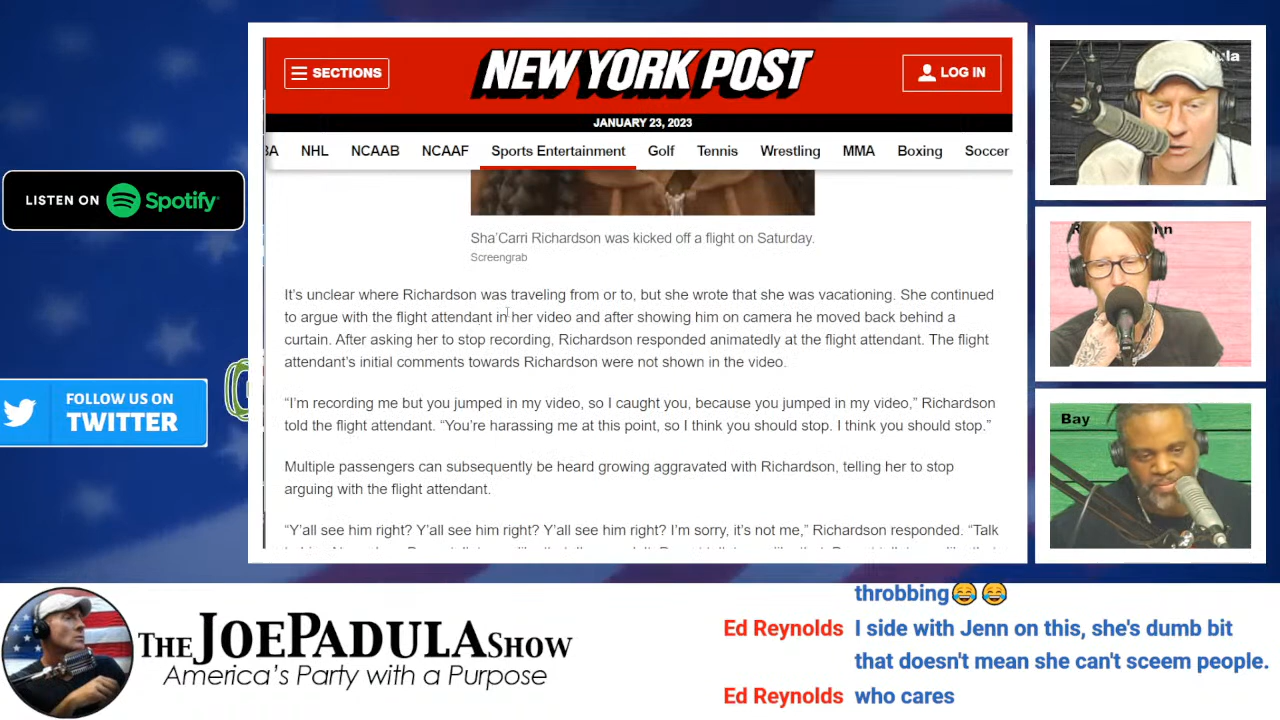 SECTIONS
NEW YORK POST
LOG IN
JANUARY 23, 2023
NHL NCAAB NCAAF Sports Entertainment Golf Tennis Wrestling MMA Boxing Soccer
LISTEN ON Spotify
Sha'Carri Richardson was kicked off a flight on Saturday.
Screengrab
It's unclear where Richardson was traveling from or to, but she wrote that she was vacationing. She continued
to argue with the flight attendant in her video and after showing him on camera he moved back behind a
curtain. After asking her to stop recording, Richardson responded animatedly at the flight attendant. The flight
attendant's initial comments towards Richardson were not shown in the video.
“I'm recording me but you jumped in my video, so I caught you, because you jumped in my video,” Richardson
told the flight attendant. “You're harassing me at this point, so I think you should stop. I think you should stop.”
Multiple passengers can subsequently be heard growing aggravated with Richardson, telling her to stop
arguing with the flight attendant.
“Y'all see him right? Y'all see him right? Y'all see him right? I'm sorry, it's not me,” Richardson responded. “Talk
FOLLOW US ON
TWITTER
Bay
THE JOEPADULA SHOW
America's Party with a Purpose
throbbing😂😂
Ed Reynolds I side with Jenn on this, she's dumb bit
that doesn't mean she can't sceem people.
Ed Reynolds who cares